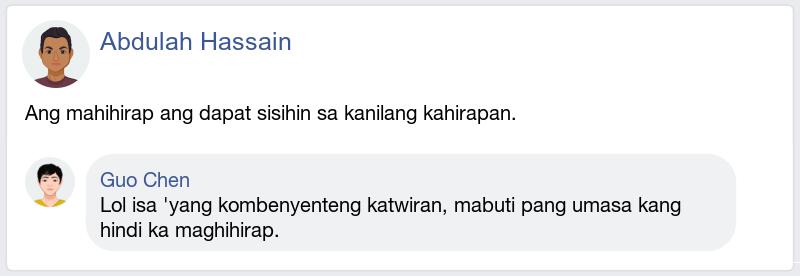 Abdulah Hassain
Ang mahihirap ang dapat sisihin sa kanilang kahirapan.
Guo Chen
Lol isa 'yang kombenyenteng katwiran, mabuti pang umasa kang
hindi ka maghihirap.